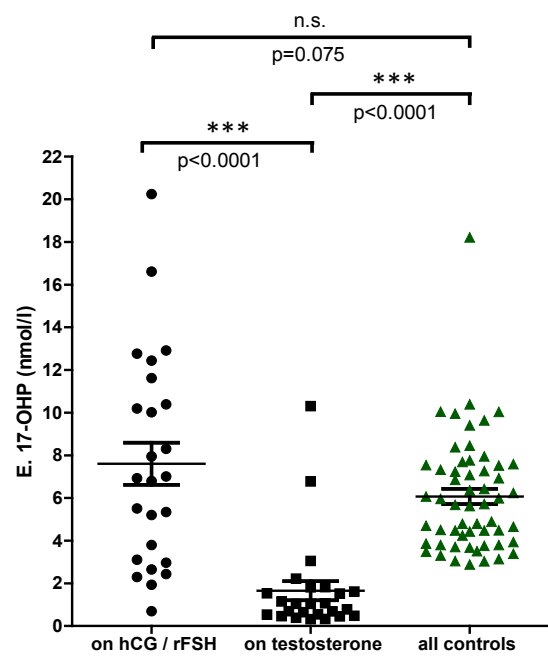 n.s.
p=0.075
***
p<0.0001
***
p<0.0001
E. 17-OHP (nmol/l)
22
20
18
16
14
12
10
8
6
4
2
0
on hCG / rFSH on testosterone all controls